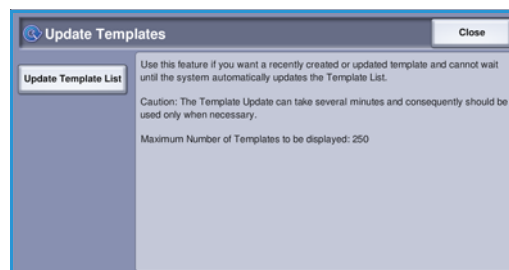 Update Templates
Close
Update Template List
Use this feature if you want a recently created or updated template and cannot wait
until the system automatically updates the Template List.
Caution: The Template Update can take several minutes and consequently should be
used only when necessary.
Maximum Number of Templates to be displayed: 250